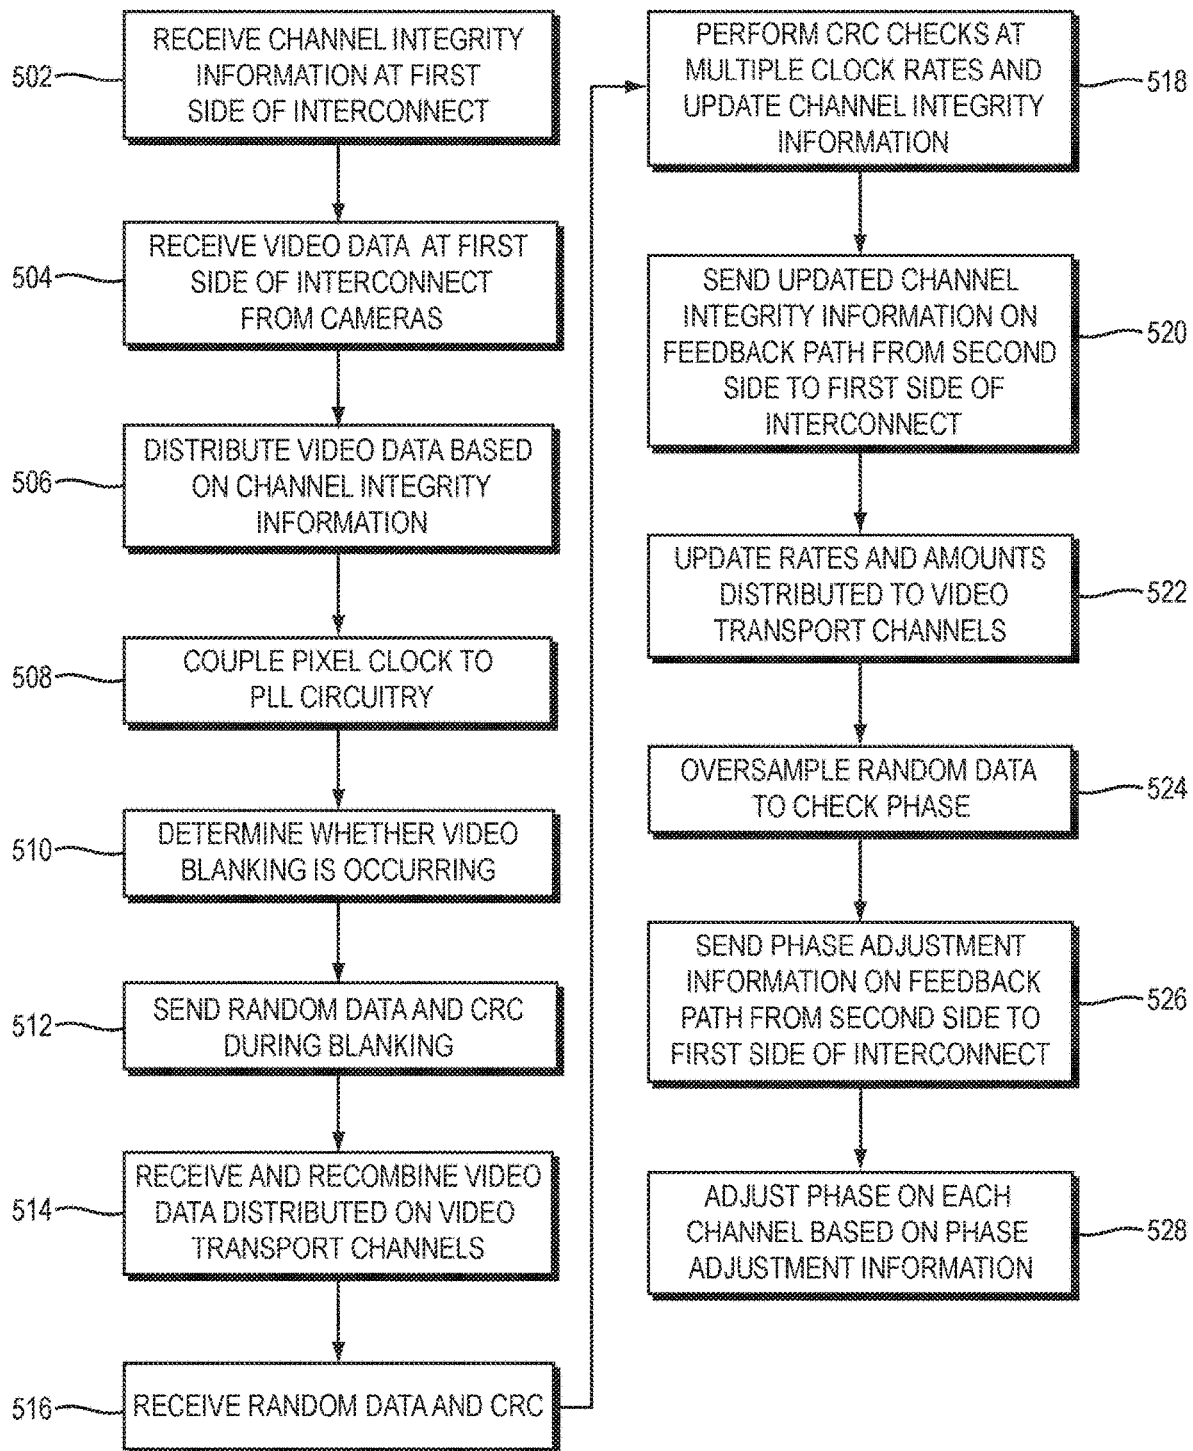 502
RECEIVE CHANNEL INTEGRITY
INFORMATION AT FIRST
SIDE OF INTERCONNECT
504
RECEIVE VIDEO DATA AT FIRST
SIDE OF INTERCONNECT
FROM CAMERAS
506
DISTRIBUTE VIDEO DATA BASED
ON CHANNEL INTEGRITY
INFORMATION
508
COUPLE PIXEL CLOCK TO
PLL CIRCUITRY
510
DETERMINE WHETHER VIDEO
BLANKING IS OCCURRING
512
SEND RANDOM DATA AND CRC
DURING BLANKING
514
RECEIVE AND RECOMBINE VIDEO
DATA DISTRIBUTED ON VIDEO
TRANSPORT CHANNELS
516
RECEIVE RANDOM DATA AND CRC
PERFORM CRC CHECKS AT
MULTIPLE CLOCK RATES AND
UPDATE CHANNEL INTEGRITY
INFORMATION
518
SEND UPDATED CHANNEL
INTEGRITY INFORMATION ON
FEEDBACK PATH FROM SECOND
SIDE TO FIRST SIDE OF
INTERCONNECT
520
UPDATE RATES AND AMOUNTS
DISTRIBUTED TO VIDEO
TRANSPORT CHANNELS
522
OVERSAMPLE RANDOM DATA
TO CHECK PHASE
524
SEND PHASE ADJUSTMENT
INFORMATION ON FEEDBACK
PATH FROM SECOND SIDE TO
FIRST SIDE OF INTERCONNECT
526
ADJUST PHASE ON EACH
CHANNEL BASED ON PHASE
ADJUSTMENT INFORMATION
528